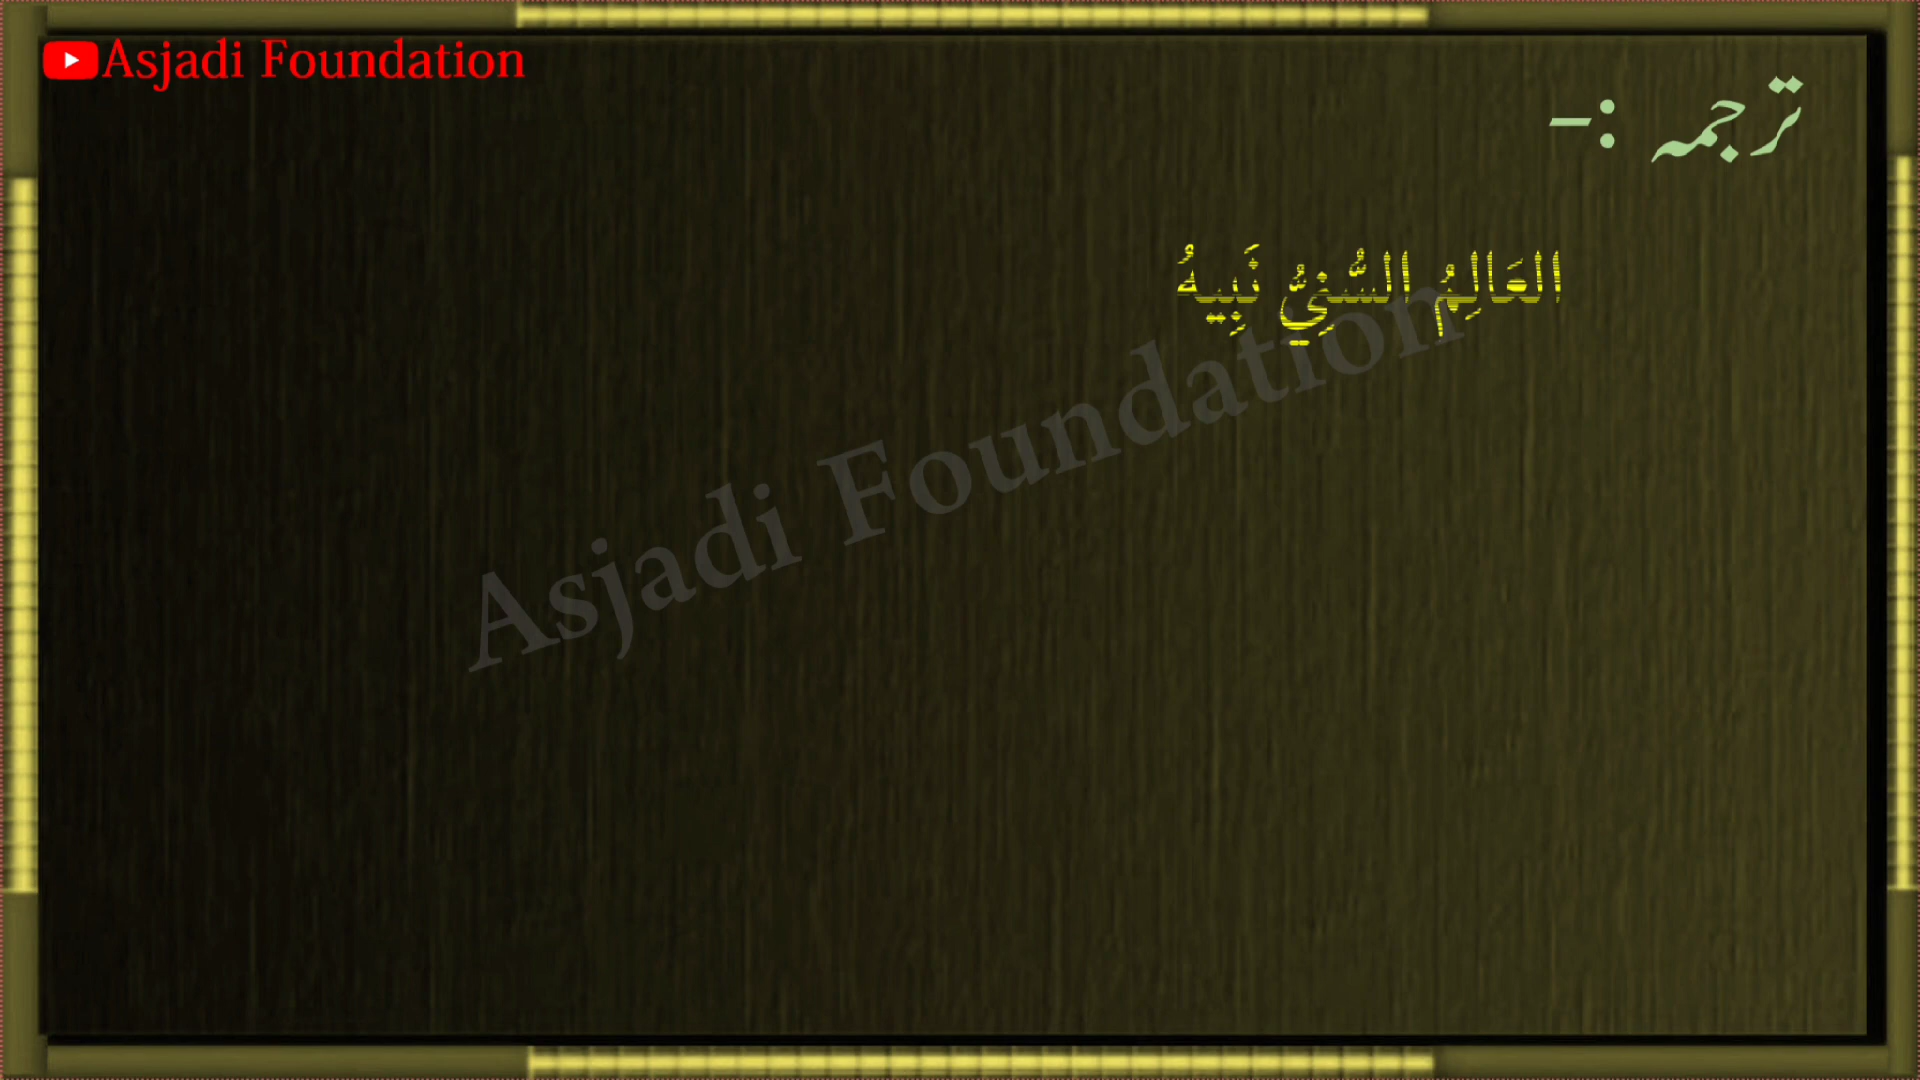 Asjadi Foundation
ترجمہ :-
العَالِمُ السُّنِيُّ نَبِيهُ
Asjadi Foundation